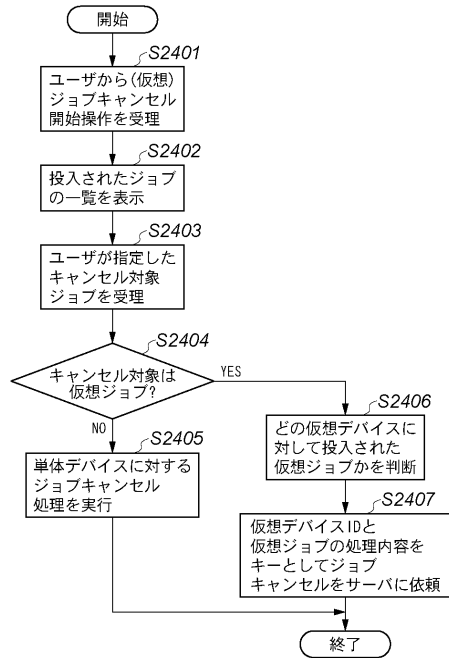 開始
S2401
ユーザから(仮想)
ジョブキャンセル
開始操作を受理
S2402
投入されたジョブ
の一覧を表示
S2403
ユーザが指定した
キャンセル対象
ジョブを受理
S2404
キャンセル対象は
仮想ジョブ?
YES
NO
S2405
単体デバイスに対する
ジョブキャンセル
処理を実行
S2406
どの仮想デバイスに
対して投入された
仮想ジョブかを判断
S2407
仮想デバイスIDと
仮想ジョブの処理内容を
キーとしてジョブ
キャンセルをサーバに依頼
終了